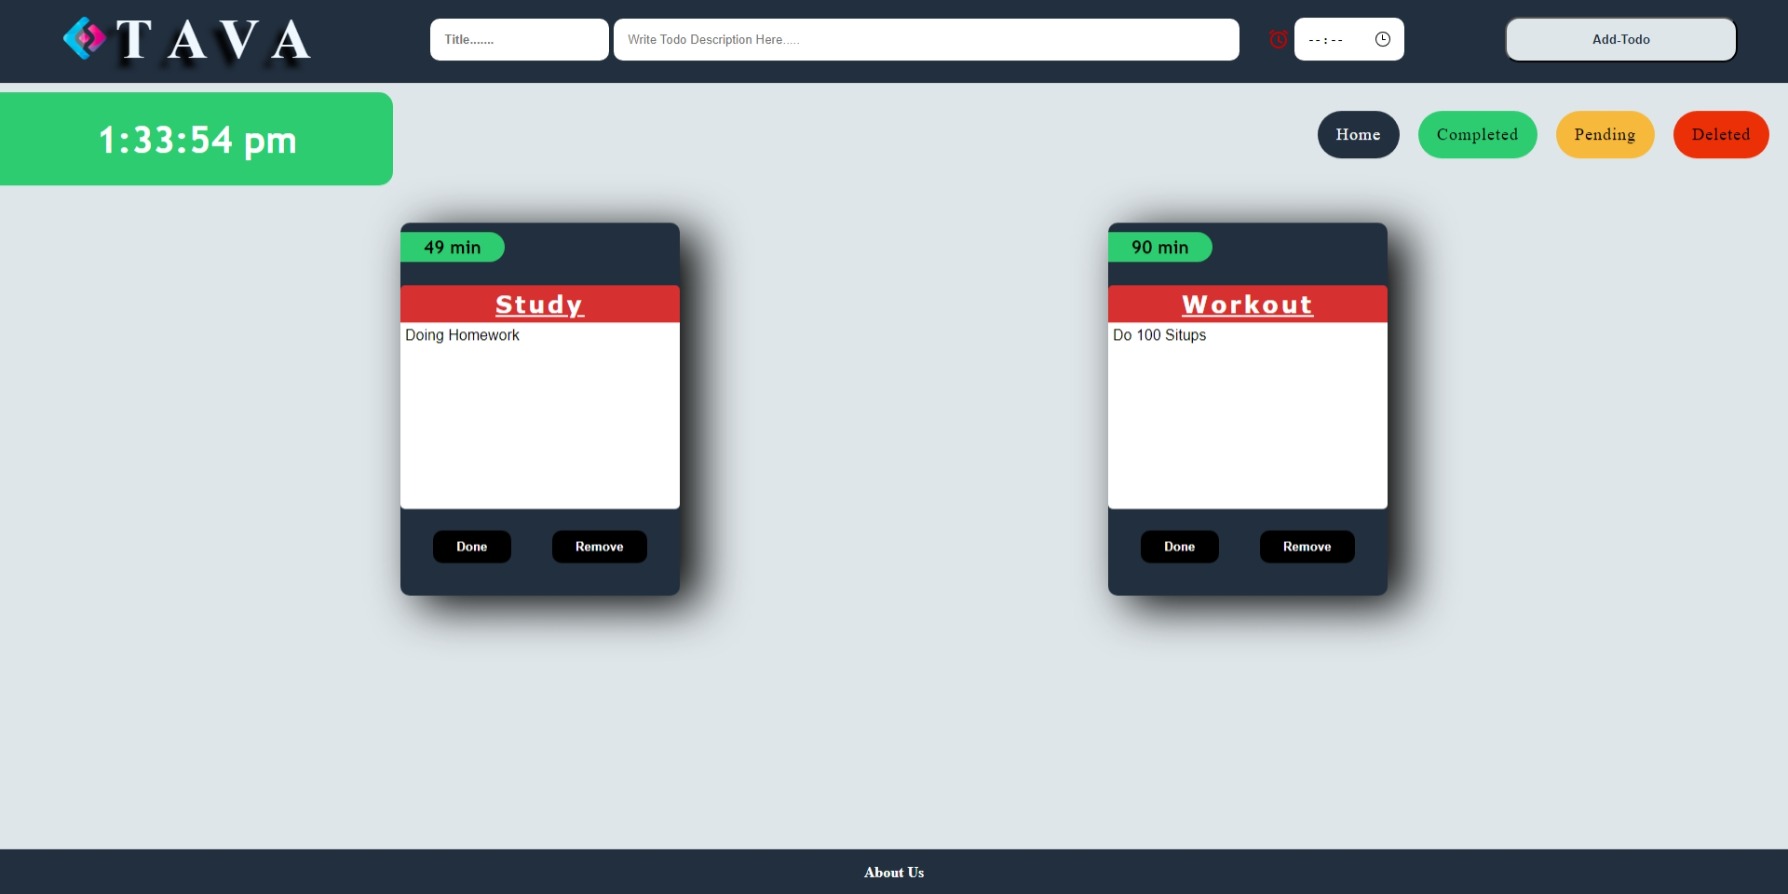 TAVA
Title.......
Write Todo Description Here.....
--:--
Add-Todo
1:33:54 pm
Home
Completed
Pending
Deleted
49 min
Study
Doing Homework
Done
Remove
90 min
Workout
Do 100 Situps
Done
Remove
About Us